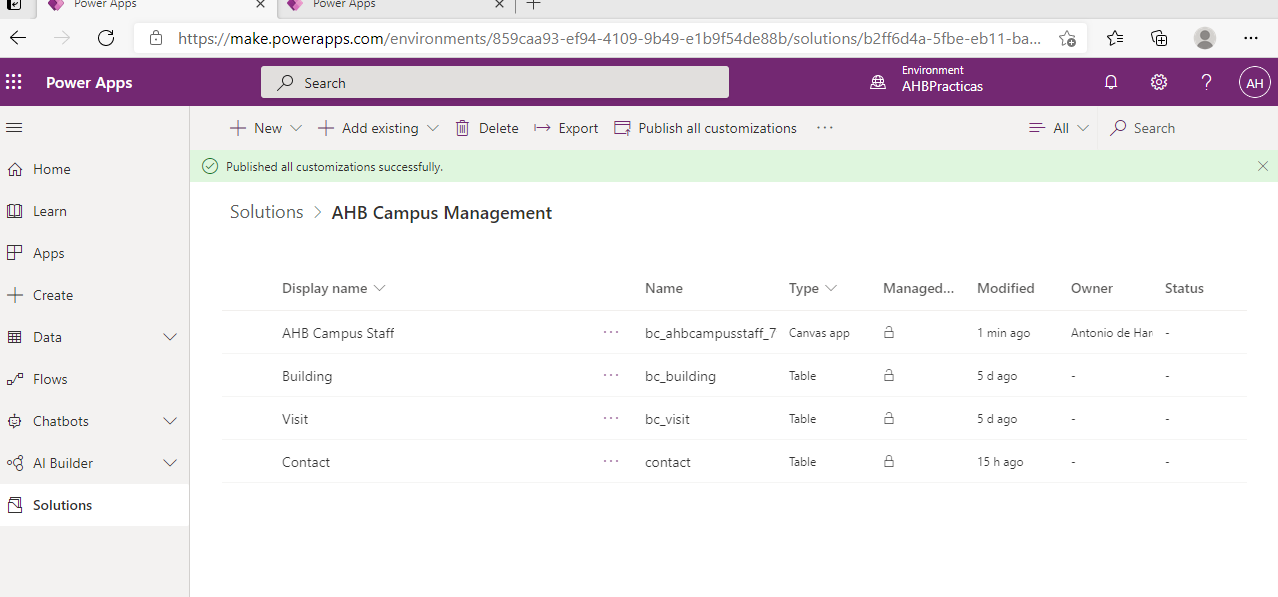 Power Apps Power Apps
https://make.powerapps.com/environments/859caa93-ef94-4109-9b49-e1b9f54de88b/solutions/b2ff6d4a-5fbe-eb11-ba...
Power Apps Search Environment AHBPracticas AH
New Add existing Delete Export Publish all customizations All Search
Published all customizations successfully.
Home
Learn
Apps
Create
Data
Flows
Chatbots
AI Builder
Solutions
Solutions > AHB Campus Management
Display name Name Type Managed... Modified Owner Status
AHB Campus Staff ... bc_ahbcampusstaff_7 Canvas app 1 min ago Antonio de Har -
Building ... bc_building Table 5 d ago - -
Visit ... bc_visit Table 5 d ago - -
Contact ... contact Table 15 h ago - -